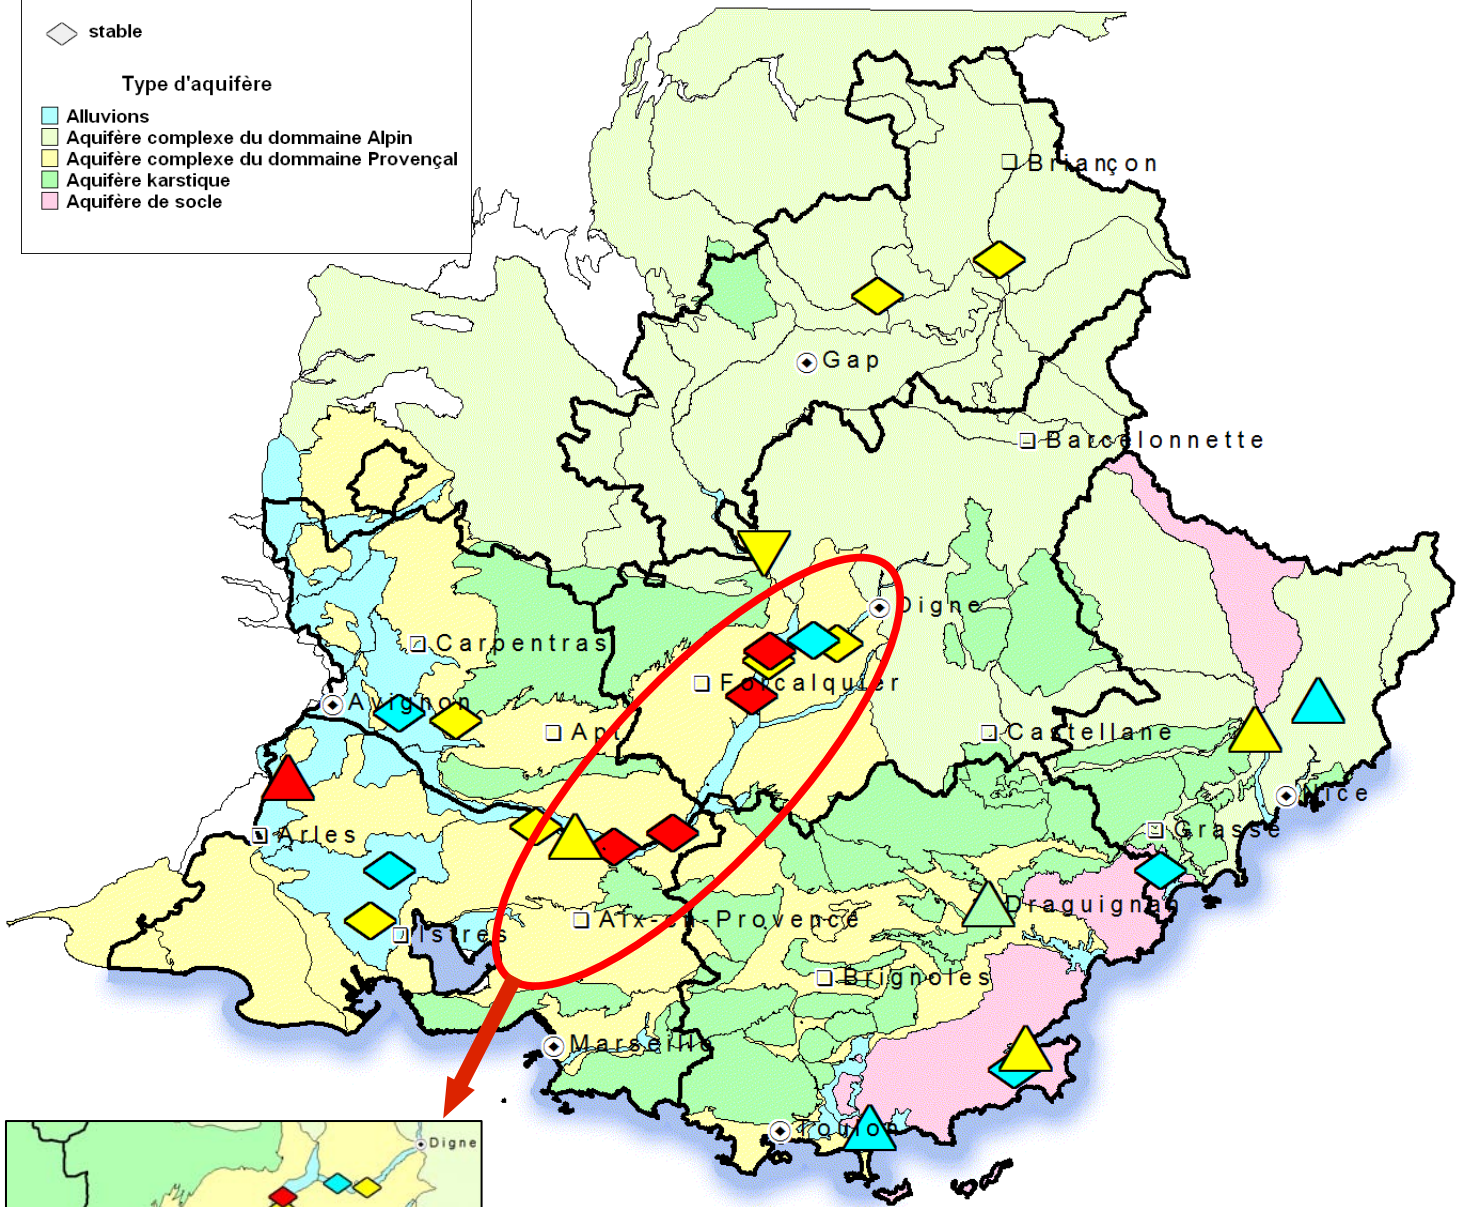 stable
Type d'aquifère
Alluvions
Aquifère complexe du dommaine Alpin
Aquifère complexe du dommaine Provençal
Aquifère karstique
Aquifère de socle
Briançon
Gap
Barcelonnette
Digne
Carpentras
Forcalquier
Avignon
Apt
Castellane
Nice
Arles
Grasse
Draguignan
Aix-en-Provence
Istres
Brignoles
Marseille
Toulon
Digne